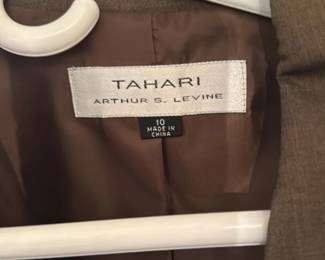 TAHARI
ARTHUR S. LEVINE
10
MADE IN
CHINA